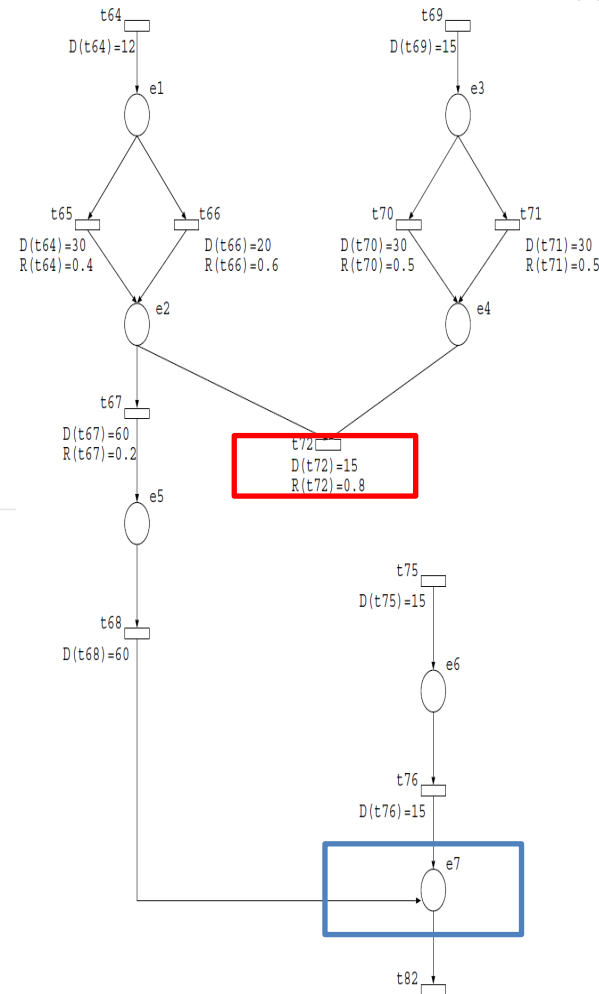 t64
D(t64)=12
t69
D(t69)=15
e1
e3
t65
t66
t70
t71
D(t64)=30
R(t64)=0.4
D(t66)=20
R(t66)=0.6
D(t70)=30
R(t70)=0.5
D(t71)=30
R(t71)=0.5
e2
e4
t67
D(t67)=60
R(t67)=0.2
t72
D(t72)=15
R(t72)=0.8
e5
t75
D(t75)=15
t68
D(t68)=60
e6
t76
D(t76)=15
e7
t82